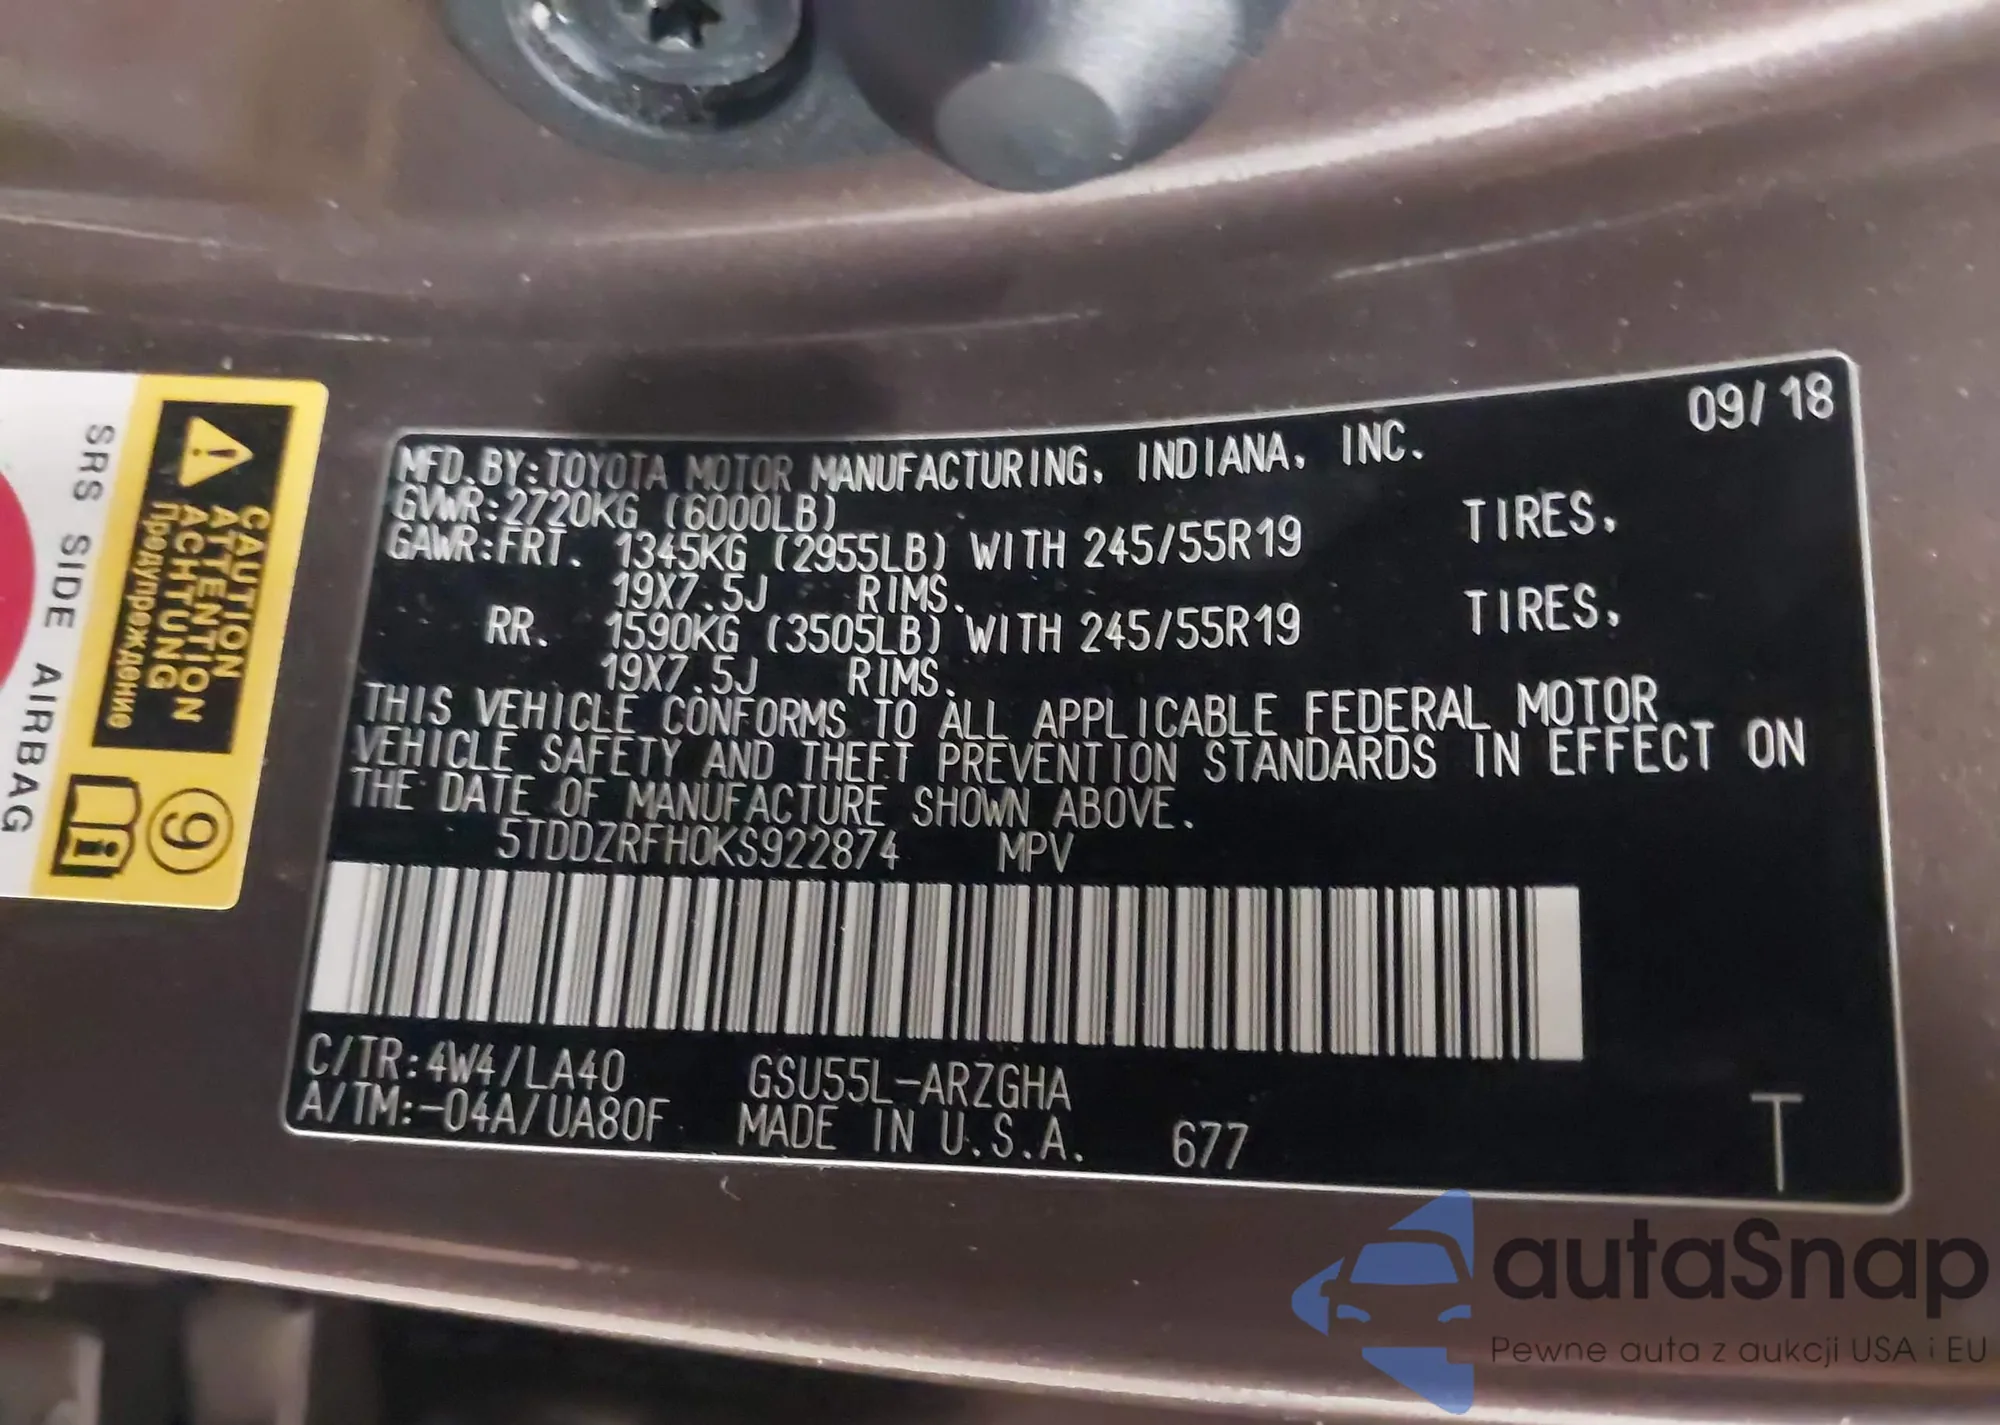 09/18
MFD.BY:TOYOTA MOTOR MANUFACTURING, INDIANA, INC.
GVWR:2720KG (6000LB)
GAWR:FRT. 1345KG (2955LB) WITH 245/55R19 TIRES,
19X7.5J RIMS.
RR. 1590KG (3505LB) WITH 245/55R19 TIRES,
19X7.5J RIMS.
THIS VEHICLE CONFORMS TO ALL APPLICABLE FEDERAL MOTOR
VEHICLE SAFETY AND THEFT PREVENTION STANDARDS IN EFFECT ON
THE DATE OF MANUFACTURE SHOWN ABOVE.
5TDDZRFH0KS922874 MPV
C/TR:4W4/LA40 GSU55L-ARZGHA
A/TM:-04A/UA80F MADE IN U.S.A. 677
T
CAUTION
ATTENTION
ACHTUNG
Предупреждение
SRS SIDE AIRBAG
9
autaSnap
Pewne auta z aukcji USA i EU